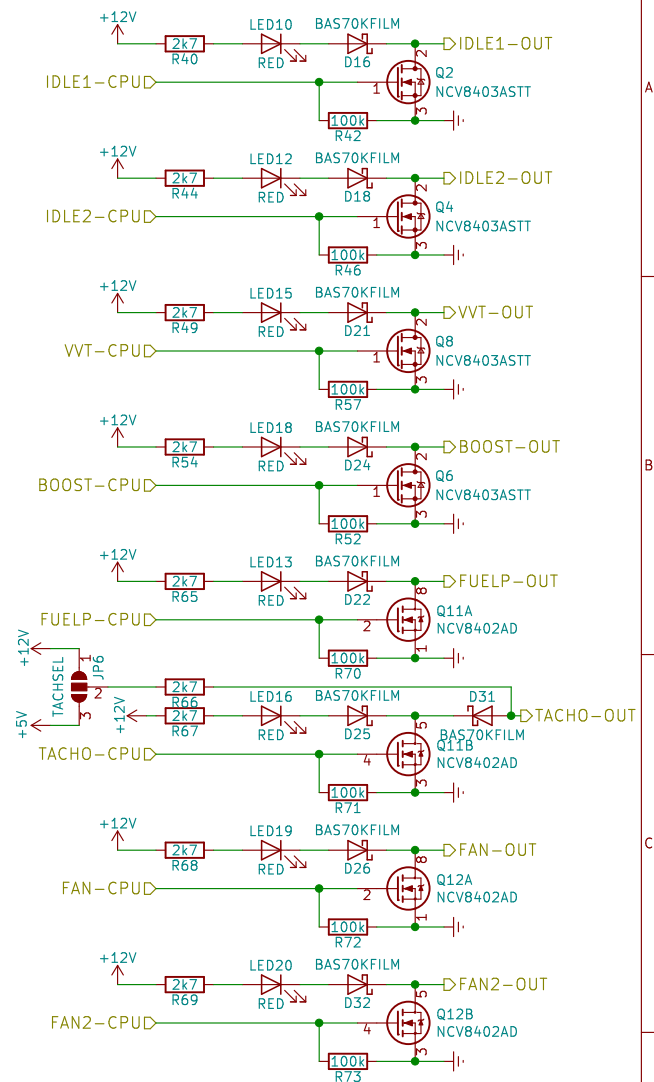 +12V
LED10
BAS70KFILM
2k7
R40
RED
D16
IDLE1-OUT
2
Q2
IDLE1-CPU
1
NCV8403ASTT
A
3
100k
R42
+12V
LED12
BAS70KFILM
2k7
R44
RED
D18
IDLE2-OUT
2
Q4
IDLE2-CPU
1
NCV8403ASTT
3
100k
R46
+12V
LED15
BAS70KFILM
2k7
R49
RED
D21
VVT-OUT
2
Q8
VVT-CPU
1
NCV8403ASTT
3
100k
R57
+12V
LED18
BAS70KFILM
2k7
R54
RED
D24
BOOST-OUT
2
B
Q6
BOOST-CPU
1
NCV8403ASTT
3
100k
R52
+12V
LED13
BAS70KFILM
2k7
R65
RED
D22
FUELP-OUT
8
Q11A
FUELP-CPU
2
NCV8402AD
1
100k
R70
+12V
TACHSEL
1
JP6
2
3
+5V
2k7
R66
+12V
2k7
R67
LED16
RED
BAS70KFILM
D25
D31
BAS70KFILM
TACHO-OUT
5
Q11B
TACHO-CPU
4
NCV8402AD
3
100k
R71
+12V
LED19
BAS70KFILM
2k7
R68
RED
D26
FAN-OUT
C
8
Q12A
FAN-CPU
2
NCV8402AD
1
100k
R72
+12V
LED20
BAS70KFILM
2k7
R69
RED
D32
FAN2-OUT
5
Q12B
FAN2-CPU
4
NCV8402AD
3
100k
R73